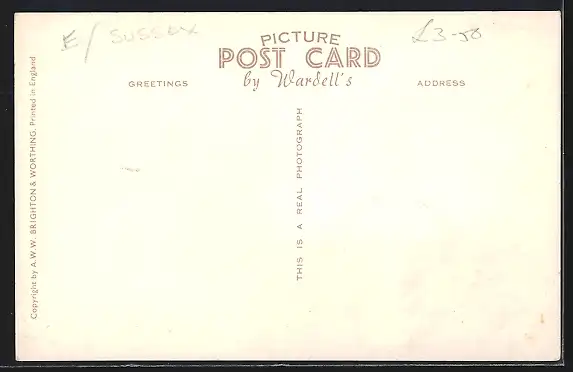 E/ SUSSEX
£3-50
PICTURE
POST CARD
by Wardell's
GREETINGS
ADDRESS
THIS IS A REAL PHOTOGRAPH
Copyright by A.W.W. BRIGHTON & WORTHING. Printed in England